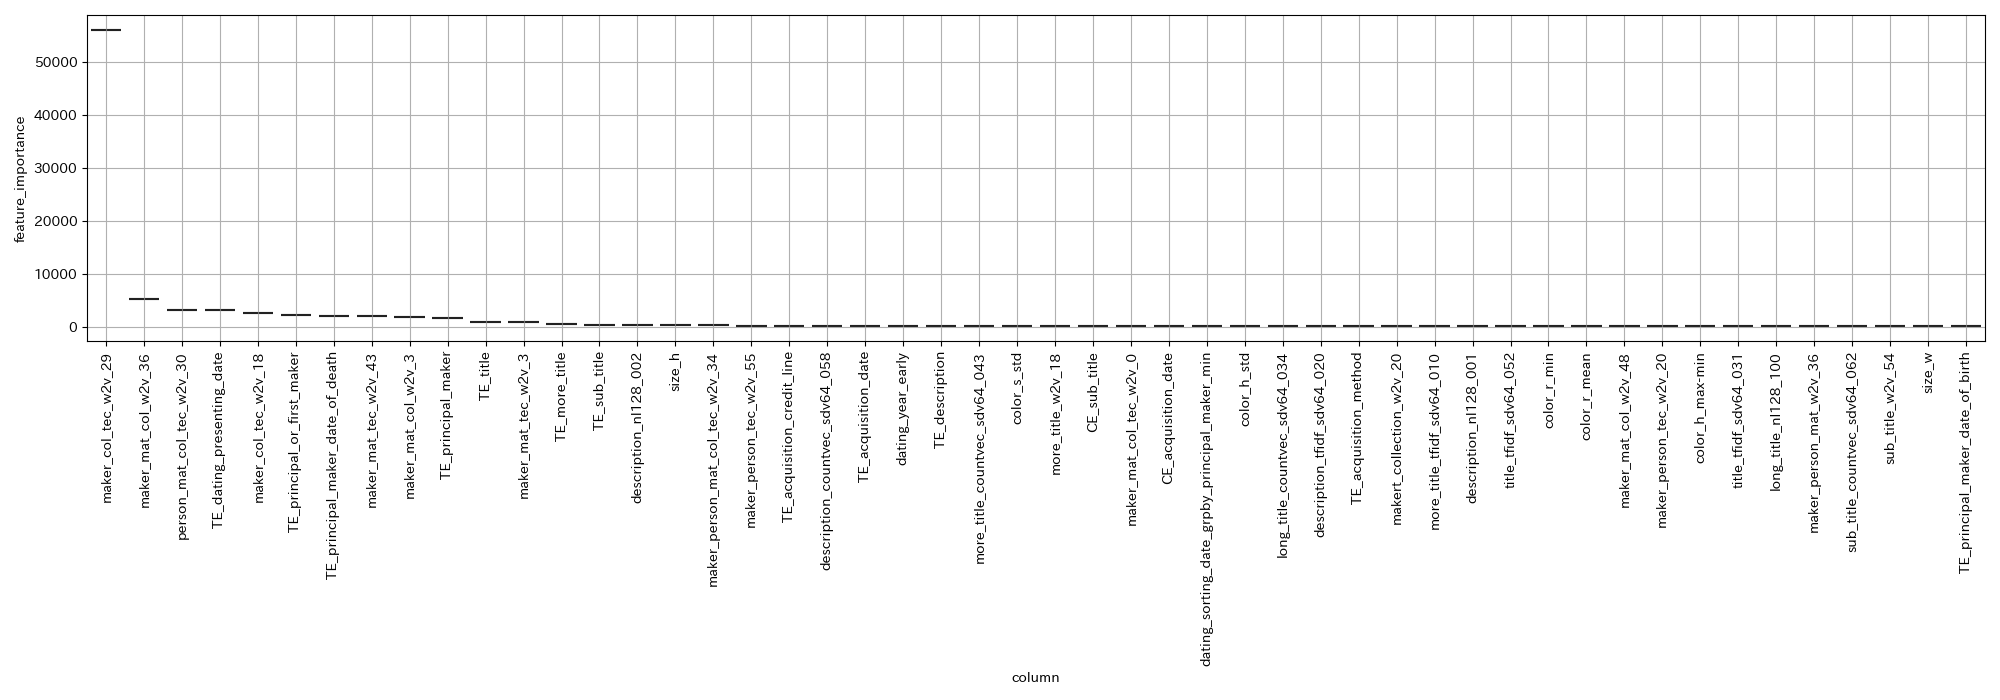 feature_importance
50000
40000
30000
20000
10000
0
maker_col_tec_w2v_29
maker_mat_col_w2v_36
person_mat_col_tec_w2v_30
TE_dating_presenting_date
maker_col_tec_w2v_18
TE_principal_or_first_maker
TE_principal_maker_date_of_death
maker_mat_tec_w2v_43
maker_mat_col_w2v_3
TE_principal_maker
TE_title
maker_mat_tec_w2v_3
TE_more_title
TE_sub_title
description_nl128_002
size_h
maker_person_mat_col_tec_w2v_34
maker_person_tec_w2v_55
TE_acquisition_credit_line
description_countvec_sdv64_058
TE_acquisition_date
dating_year_early
TE_description
more_title_countvec_sdv64_043
color_s_std
more_title_w2v_18
CE_sub_title
maker_mat_col_tec_w2v_0
CE_acquisition_date
dating_sorting_date_grpby_principal_maker_min
color_h_std
long_title_countvec_sdv64_034
description_tfidf_sdv64_020
TE_acquisition_method
makert_collection_w2v_20
more_title_tfidf_sdv64_010
description_nl128_001
title_tfidf_sdv64_052
color_r_min
color_r_mean
maker_mat_col_w2v_48
maker_person_tec_w2v_20
color_h_max-min
title_tfidf_sdv64_031
long_title_nl128_100
maker_person_mat_w2v_36
sub_title_countvec_sdv64_062
sub_title_w2v_54
size_w
TE_principal_maker_date_of_birth
column